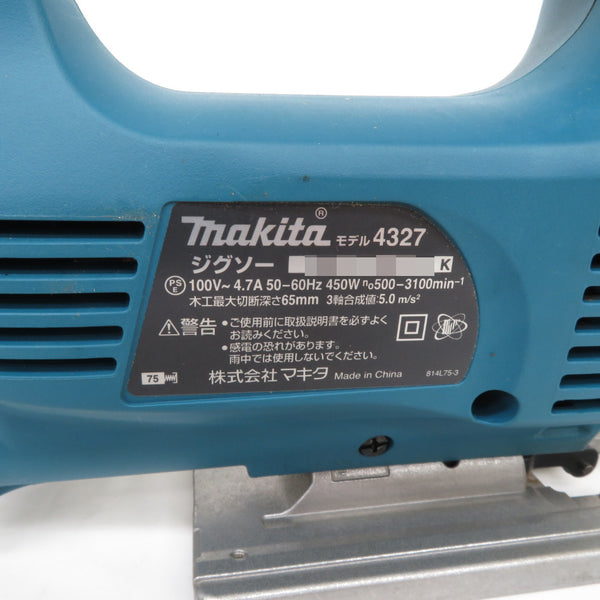 makita® モデル 4327
ジグソー K
PS E 100V~ 4.7A 50-60Hz 450W n₀500-3100min⁻¹
木工最大切断深さ65mm 3軸合成値:5.0 m/s²
⚠警告 ●ご使用前に取扱説明書を必ずよく
お読みください。
●感電の恐れがあります。
雨中では使用しないでください。
75
株式会社 マキタ Made in China 814L75-3